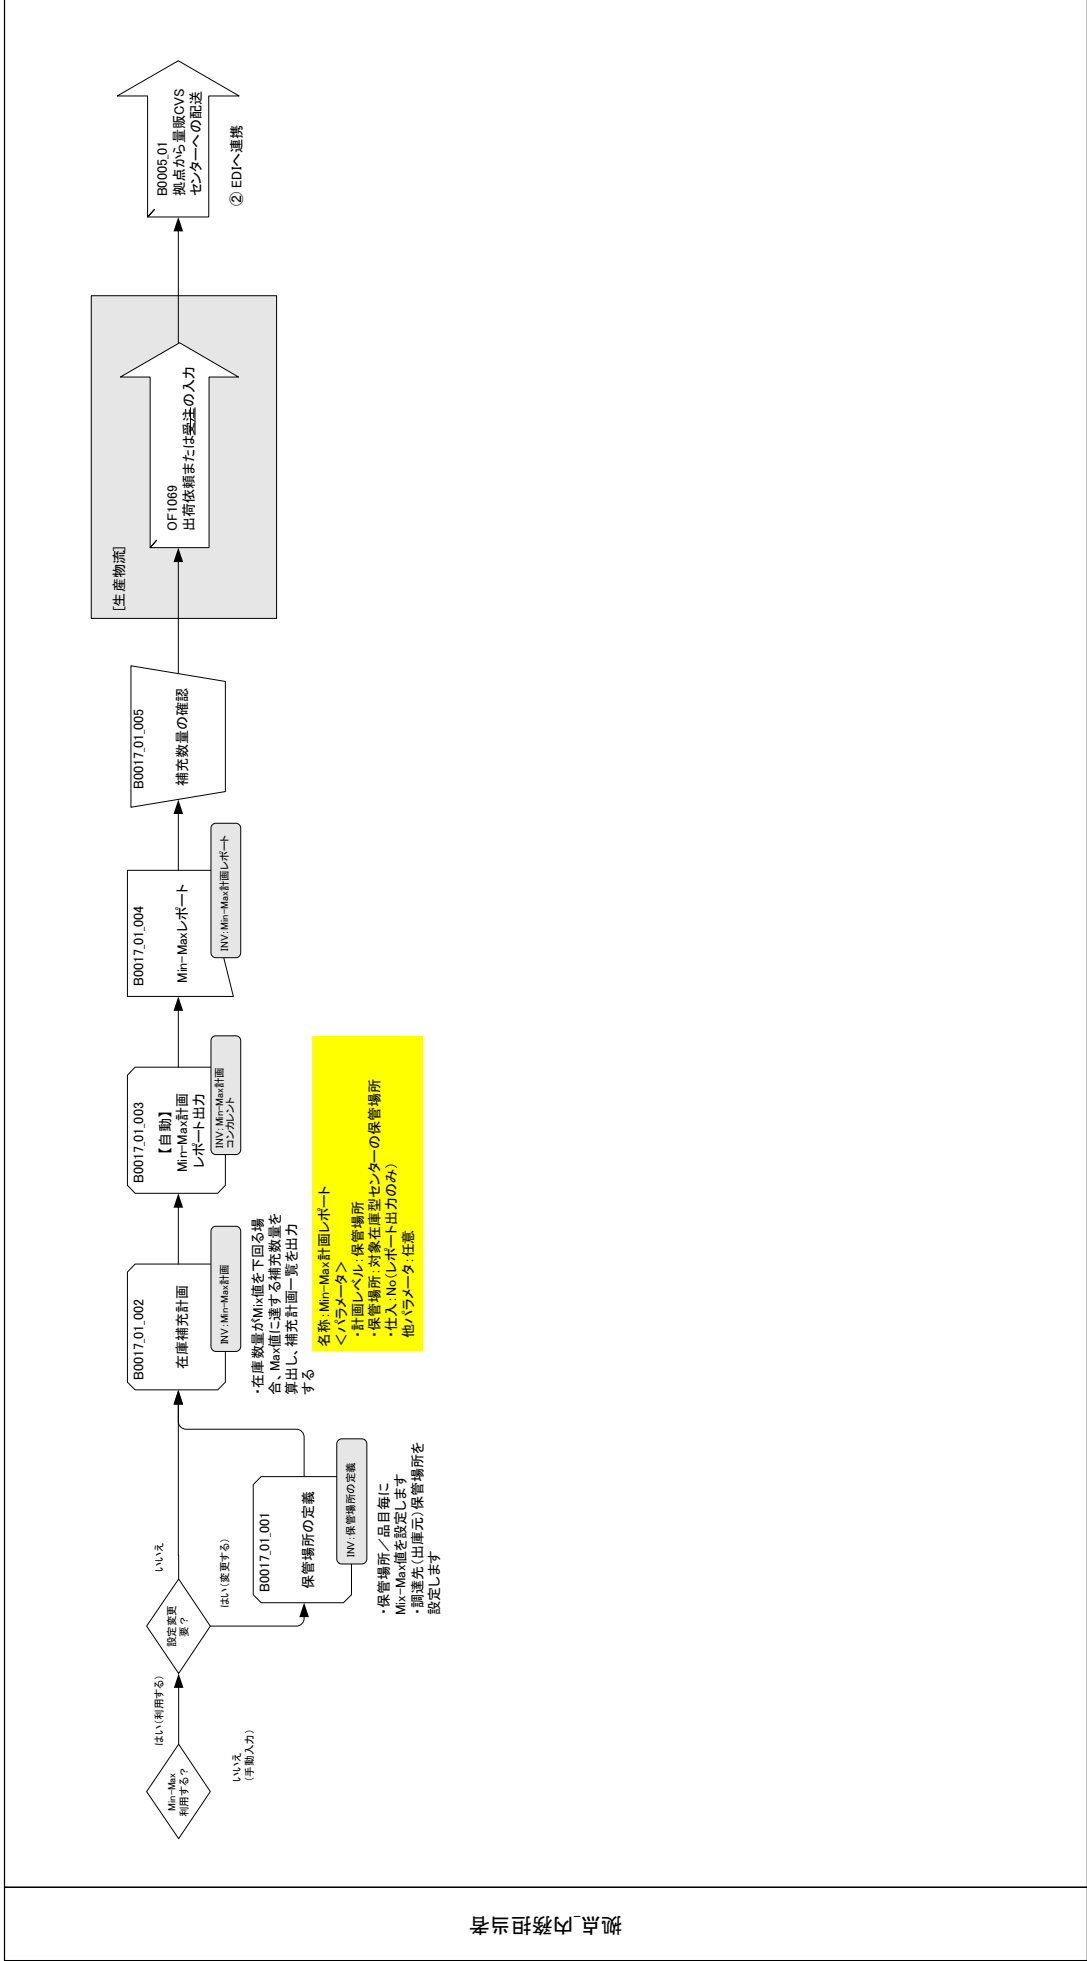 拠点_内務担当者
Min-Max
利用する？
はい（利用する）
いいえ
（手動入力）
設定変更
要？
いいえ
はい（変更する）
B0017_01_001
保管場所の定義
INV：保管場所の定義
・保管場所／品目毎に
Mix-Max値を設定します
・調達先（出庫元）保管場所を
設定します
B0017_01_002
在庫補充計画
INV：Min-Max計画
・在庫数量がMix値を下回る場
合、Max値に達する補充数量を
算出し、補充計画一覧を出力
する
B0017_01_003
【自動】
Min-Max計画
レポート出力
INV：Min-Max計画
コンカレント
名称：Min-Max計画レポート
＜パラメータ＞
・計画レベル：保管場所
・保管場所：対象在庫型センターの保管場所
・仕入：No（レポート出力のみ）
他パラメータ：任意
B0017_01_004
Min-Maxレポート
INV：Min-Max計画レポート
B0017_01_005
補充数量の確認
[生産物流]
OF1069
出荷依頼または受注の入力
B0005_01
拠点から量販CVS
センターへの配送
② EDIへ連携